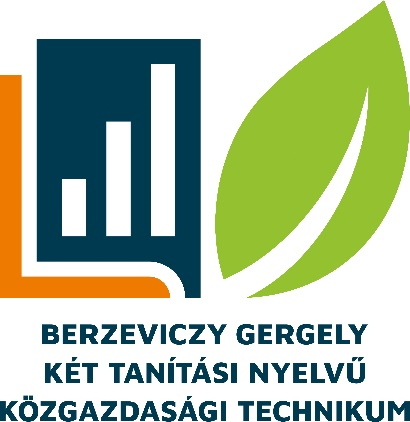 BERZEVICZY GERGELY
KÉT TANÍTÁSI NYELVŰ
KÖZGAZDASÁGI TECHNIKUM